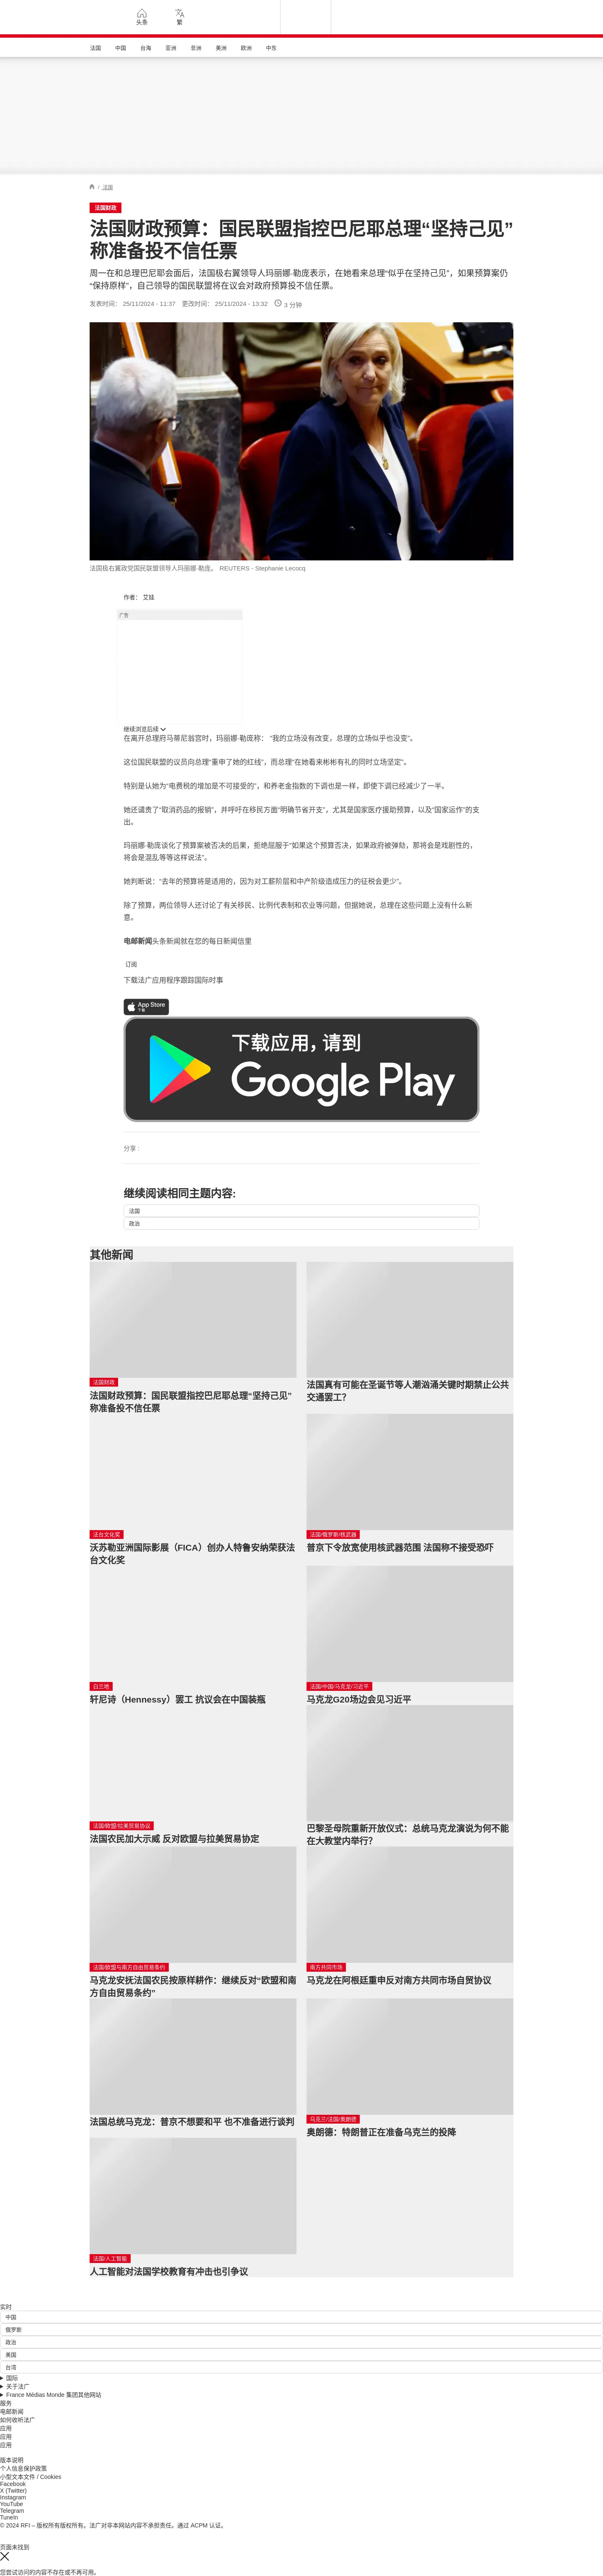 头条
繁
法国
中国
台海
亚洲
非洲
美洲
欧洲
中东
/ 法国
法国财政
法国财政预算：国民联盟指控巴尼耶总理“坚持己见”
称准备投不信任票
周一在和总理巴尼耶会面后，法国极右翼领导人玛丽娜·勒庞表示，在她看来总理“似乎在坚持己见”，如果预算案仍
“保持原样”，自己领导的国民联盟将在议会对政府预算投不信任票。
发表时间： 25/11/2024 - 11:37 更改时间： 25/11/2024 - 13:32 3 分钟
法国极右翼政党国民联盟领导人玛丽娜·勒庞。 REUTERS - Stephanie Lecocq
作者： 艾娃
广告
继续浏览后续
在离开总理府马蒂尼翁宫时，玛丽娜·勒庞称： “我的立场没有改变，总理的立场似乎也没变”。
这位国民联盟的议员向总理“重申了她的红线”，而总理“在她看来彬彬有礼的同时立场坚定”。
特别是认她为“电费税的增加是不可接受的”，和养老金指数的下调也是一样，即使下调已经减少了一半。
她还谴责了“取消药品的报销”，并呼吁在移民方面“明确节省开支”，尤其是国家医疗援助预算，以及“国家运作”的支
出。
玛丽娜·勒庞谈化了预算案被否决的后果，拒绝屈服于“如果这个预算否决，如果政府被弹劾，那将会是戏剧性的，
将会是混乱等等这样说法”。
她判断说：“去年的预算将是适用的，因为对工薪阶层和中产阶级造成压力的征税会更少”。
除了预算，两位领导人还讨论了有关移民、比例代表制和农业等问题，但据她说，总理在这些问题上没有什么新
意。
电邮新闻头条新闻就在您的每日新闻信里
订阅
下载法广应用程序跟踪国际时事
App Store
下载
下载应用，请到
Google Play
分享 :
继续阅读相同主题内容:
法国
政治
其他新闻
法国财政
法国财政预算：国民联盟指控巴尼耶总理“坚持己见”
称准备投不信任票
法国真有可能在圣诞节等人潮汹涌关键时期禁止公共
交通罢工？
法台文化奖
沃苏勒亚洲国际影展（FICA）创办人特鲁安纳荣获法
台文化奖
法国/俄罗斯/核武器
普京下令放宽使用核武器范围 法国称不接受恐吓
白兰地
轩尼诗（Hennessy）罢工 抗议会在中国装瓶
法国/中国/马克龙/习近平
马克龙G20场边会见习近平
法国/欧盟/拉美贸易协议
法国农民加大示威 反对欧盟与拉美贸易协定
巴黎圣母院重新开放仪式：总统马克龙演说为何不能
在大教堂内举行？
法国/欧盟与南方自由贸易条约
马克龙安抚法国农民按原样耕作：继续反对“欧盟和南
方自由贸易条约”
南方共同市场
马克龙在阿根廷重申反对南方共同市场自贸协议
法国总统马克龙：普京不想要和平 也不准备进行谈判
乌克兰/法国/奥朗德
奥朗德：特朗普正在准备乌克兰的投降
法国/人工智能
人工智能对法国学校教育有冲击也引争议
实时
中国
俄罗斯
政治
美国
台湾
国际
关于法广
France Médias Monde 集团其他网站
服务
电邮新闻
如何收听法广
应用
应用
应用
版本说明
个人信息保护政策
小型文本文件 / Cookies
Facebook
X (Twitter)
Instagram
YouTube
Telegram
TuneIn
© 2024 RFI – 版权所有版权所有。法广对非本网站内容不承担责任。通过 ACPM 认证。
页面未找到
您尝试访问的内容不存在或不再可用。